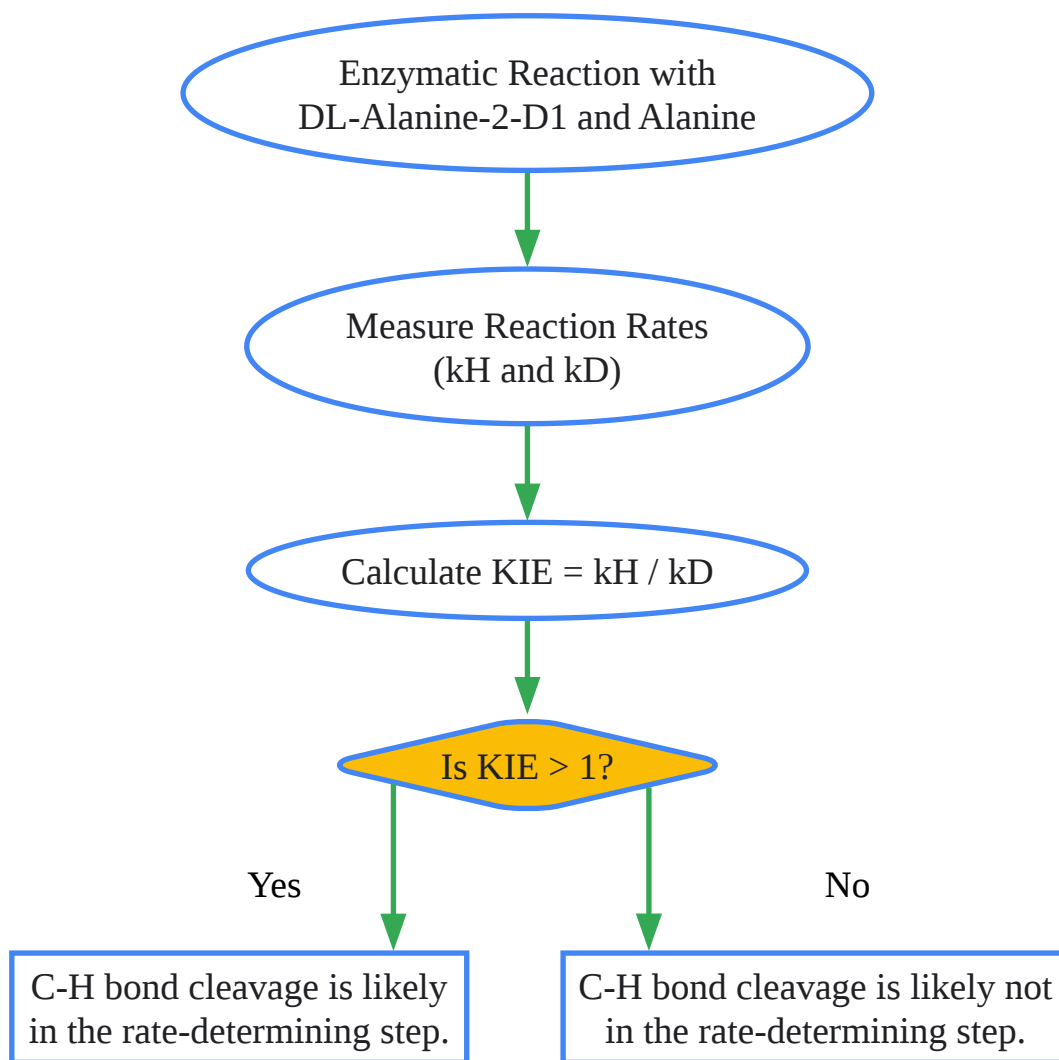 Enzymatic Reaction with
DL-Alanine-2-D1 and Alanine
Measure Reaction Rates
(kH and kD)
Calculate KIE = kH / kD
Is KIE > 1?
Yes
No
C-H bond cleavage is likely
in the rate-determining step.
C-H bond cleavage is likely not
in the rate-determining step.